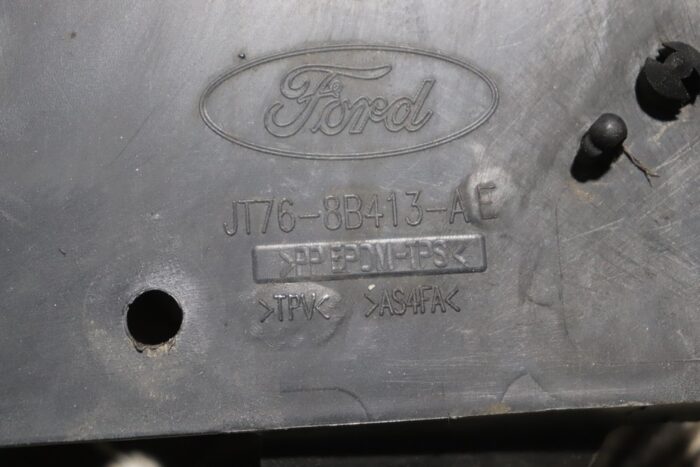 Ford
JT76-8B413-AE
>PP EPDM-TPS<
>TPV< >AS4FA<